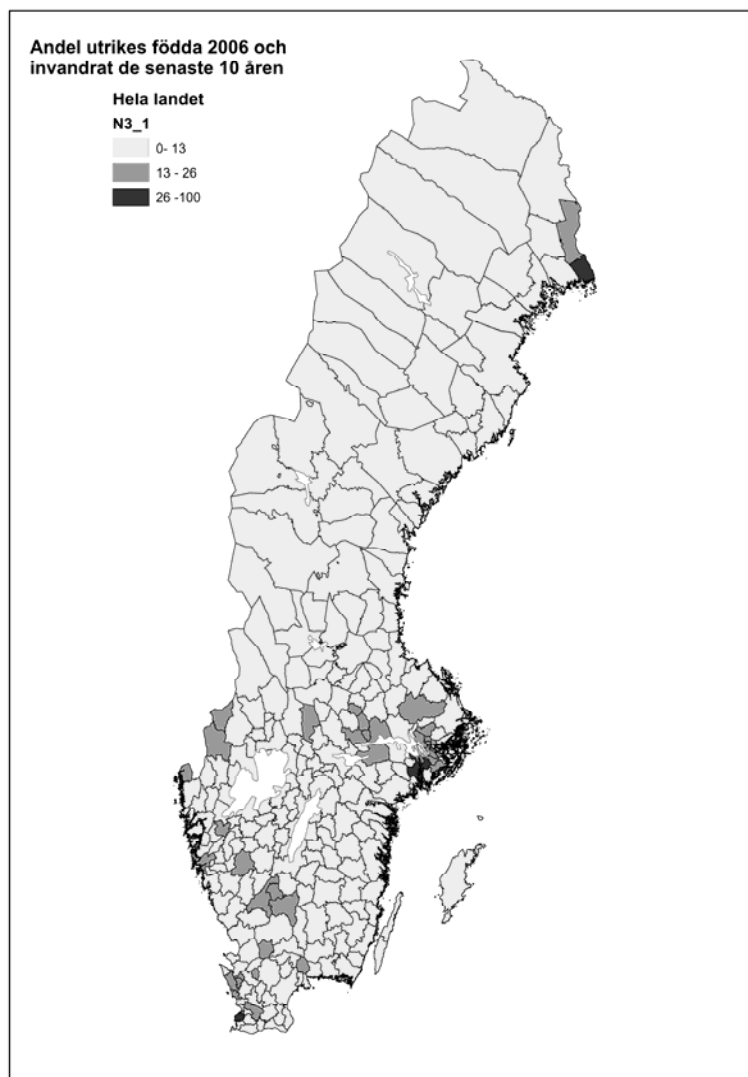 Andel utrikes födda 2006 och
invandrat de senaste 10 åren
Hela landet
N3_1
0- 13
13 - 26
26 -100